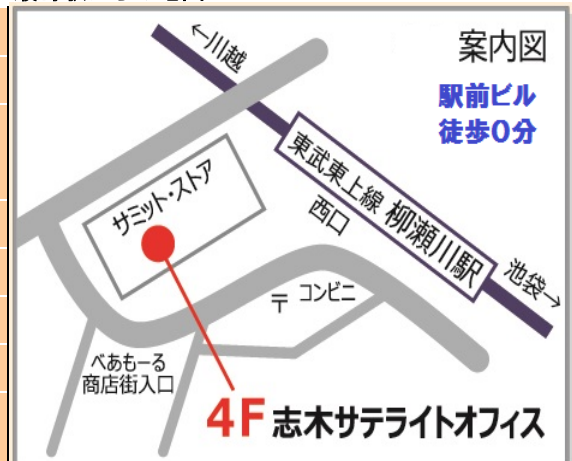 案内図
←川越
駅前ビル
徒歩0分
東武東上線 柳瀬川駅
西口
サミット・ストア
池袋→
〒 コンビニ
べあもーる
商店街入口
4F 志木サテライトオフィス